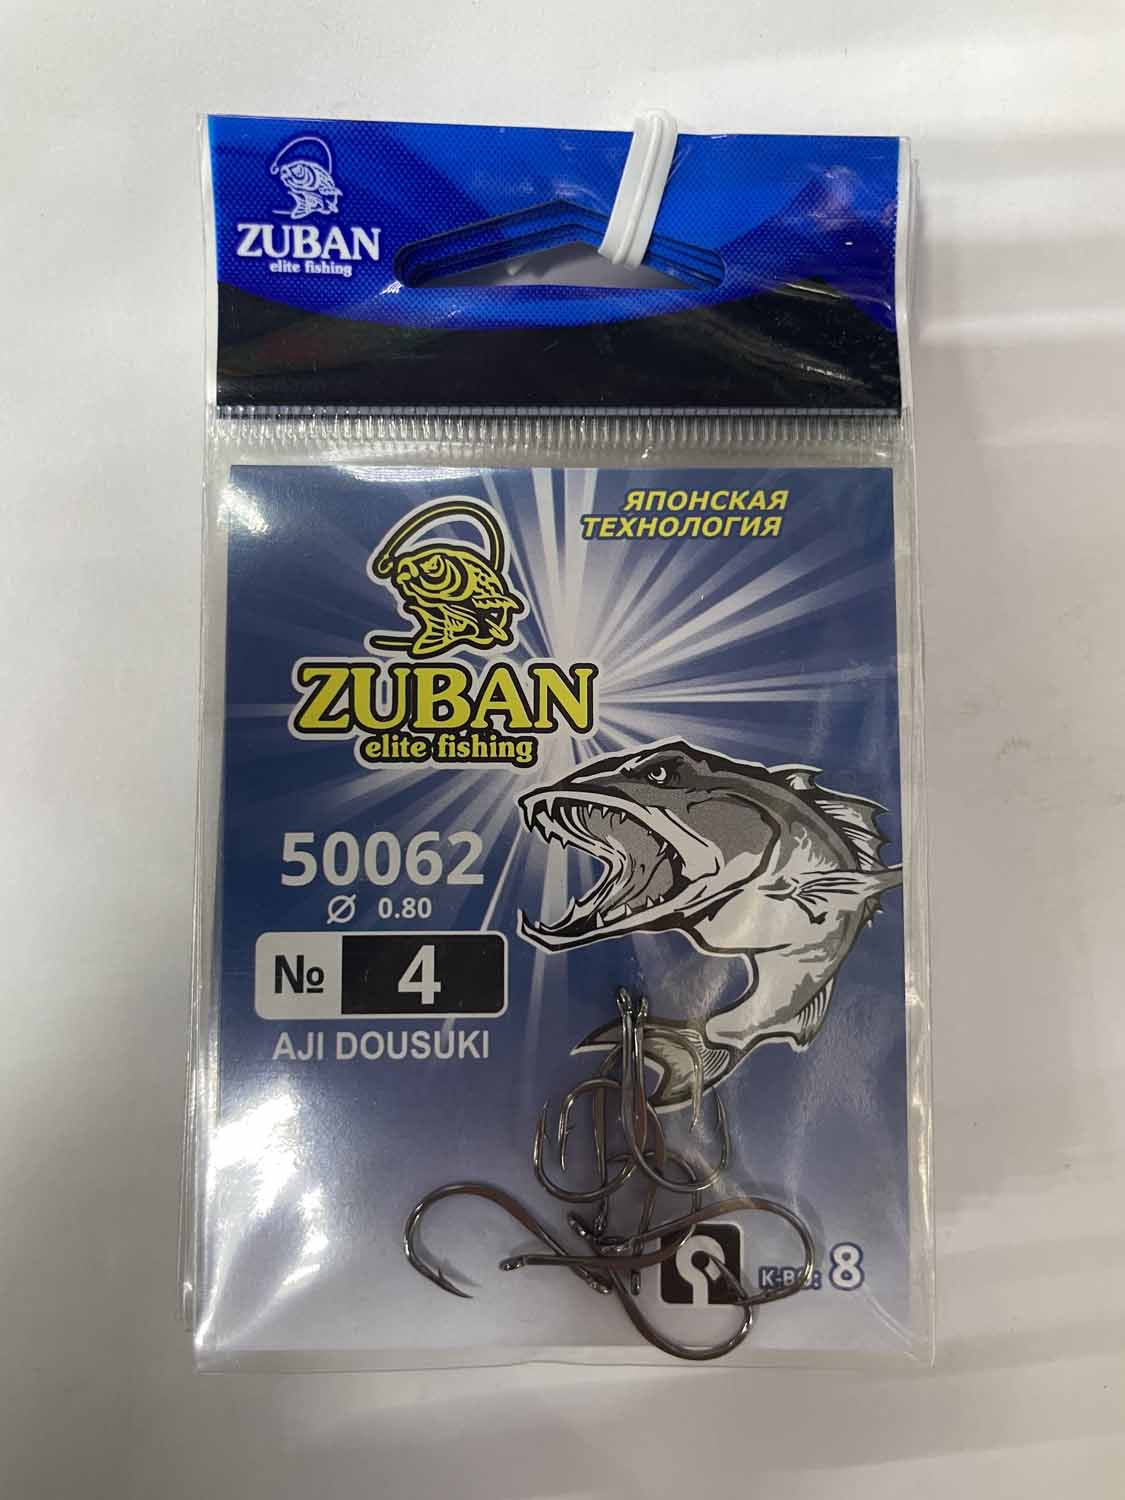 ZUBAN
elite fishing
ЯПОНСКАЯ
ТЕХНОЛОГИЯ
ZUBAN
elite fishing
50062
Ø 0.80
№ 4
AJI DOUSUKI
8